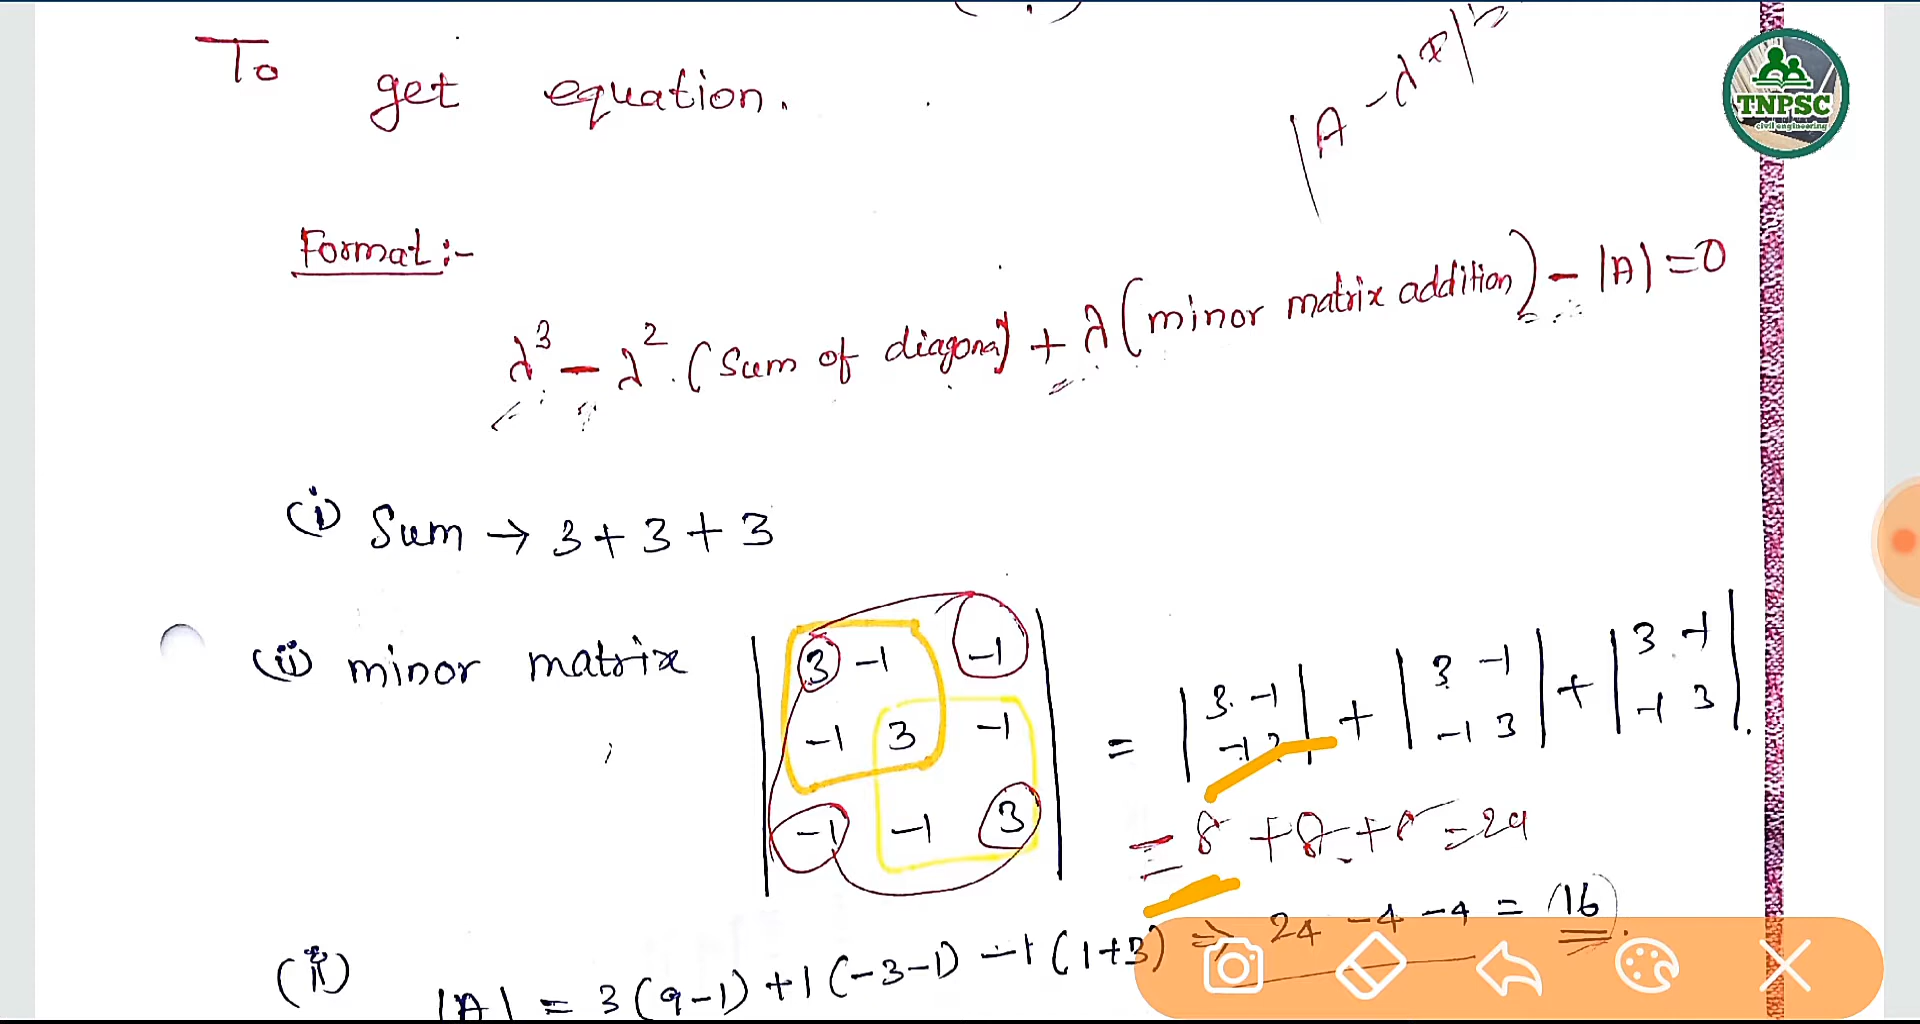 To get equation.
|A - λI|
TNPSC
civil engineering
Format :-
λ³ - λ² (Sum of diagonal) + λ (minor matrix addition) - |A| = 0
(i) Sum → 3 + 3 + 3
(ii) minor matrix
3 -1 -1
-1 3 -1
-1 -1 3
= |3 -1| + |3 -1| + |3 -1|
|-1 3| |-1 3| |-1 3|
= 8 + 8 + 8 = 24
|A| = 3(9-1) + 1(-3-1) - 1(1+3) ⇒ 24 - 4 - 4 = 16